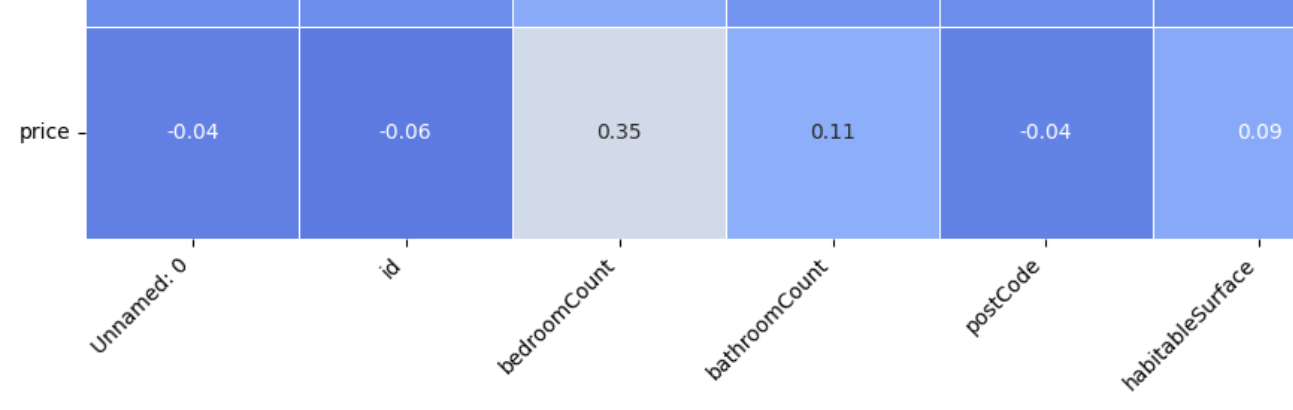 price -0.04 -0.06 0.35 0.11 -0.04 0.09
Unnamed: 0 id bedroomCount bathroomCount postCode habitableSurface